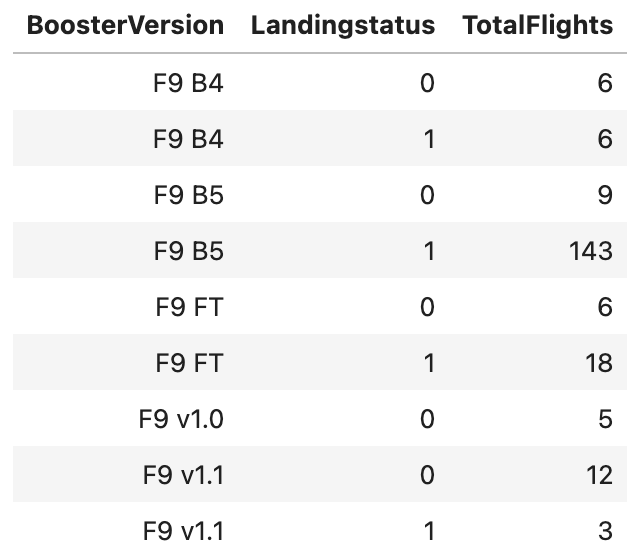 BoosterVersion Landingstatus TotalFlights
F9 B4 0 6
F9 B4 1 6
F9 B5 0 9
F9 B5 1 143
F9 FT 0 6
F9 FT 1 18
F9 v1.0 0 5
F9 v1.1 0 12
F9 v1.1 1 3